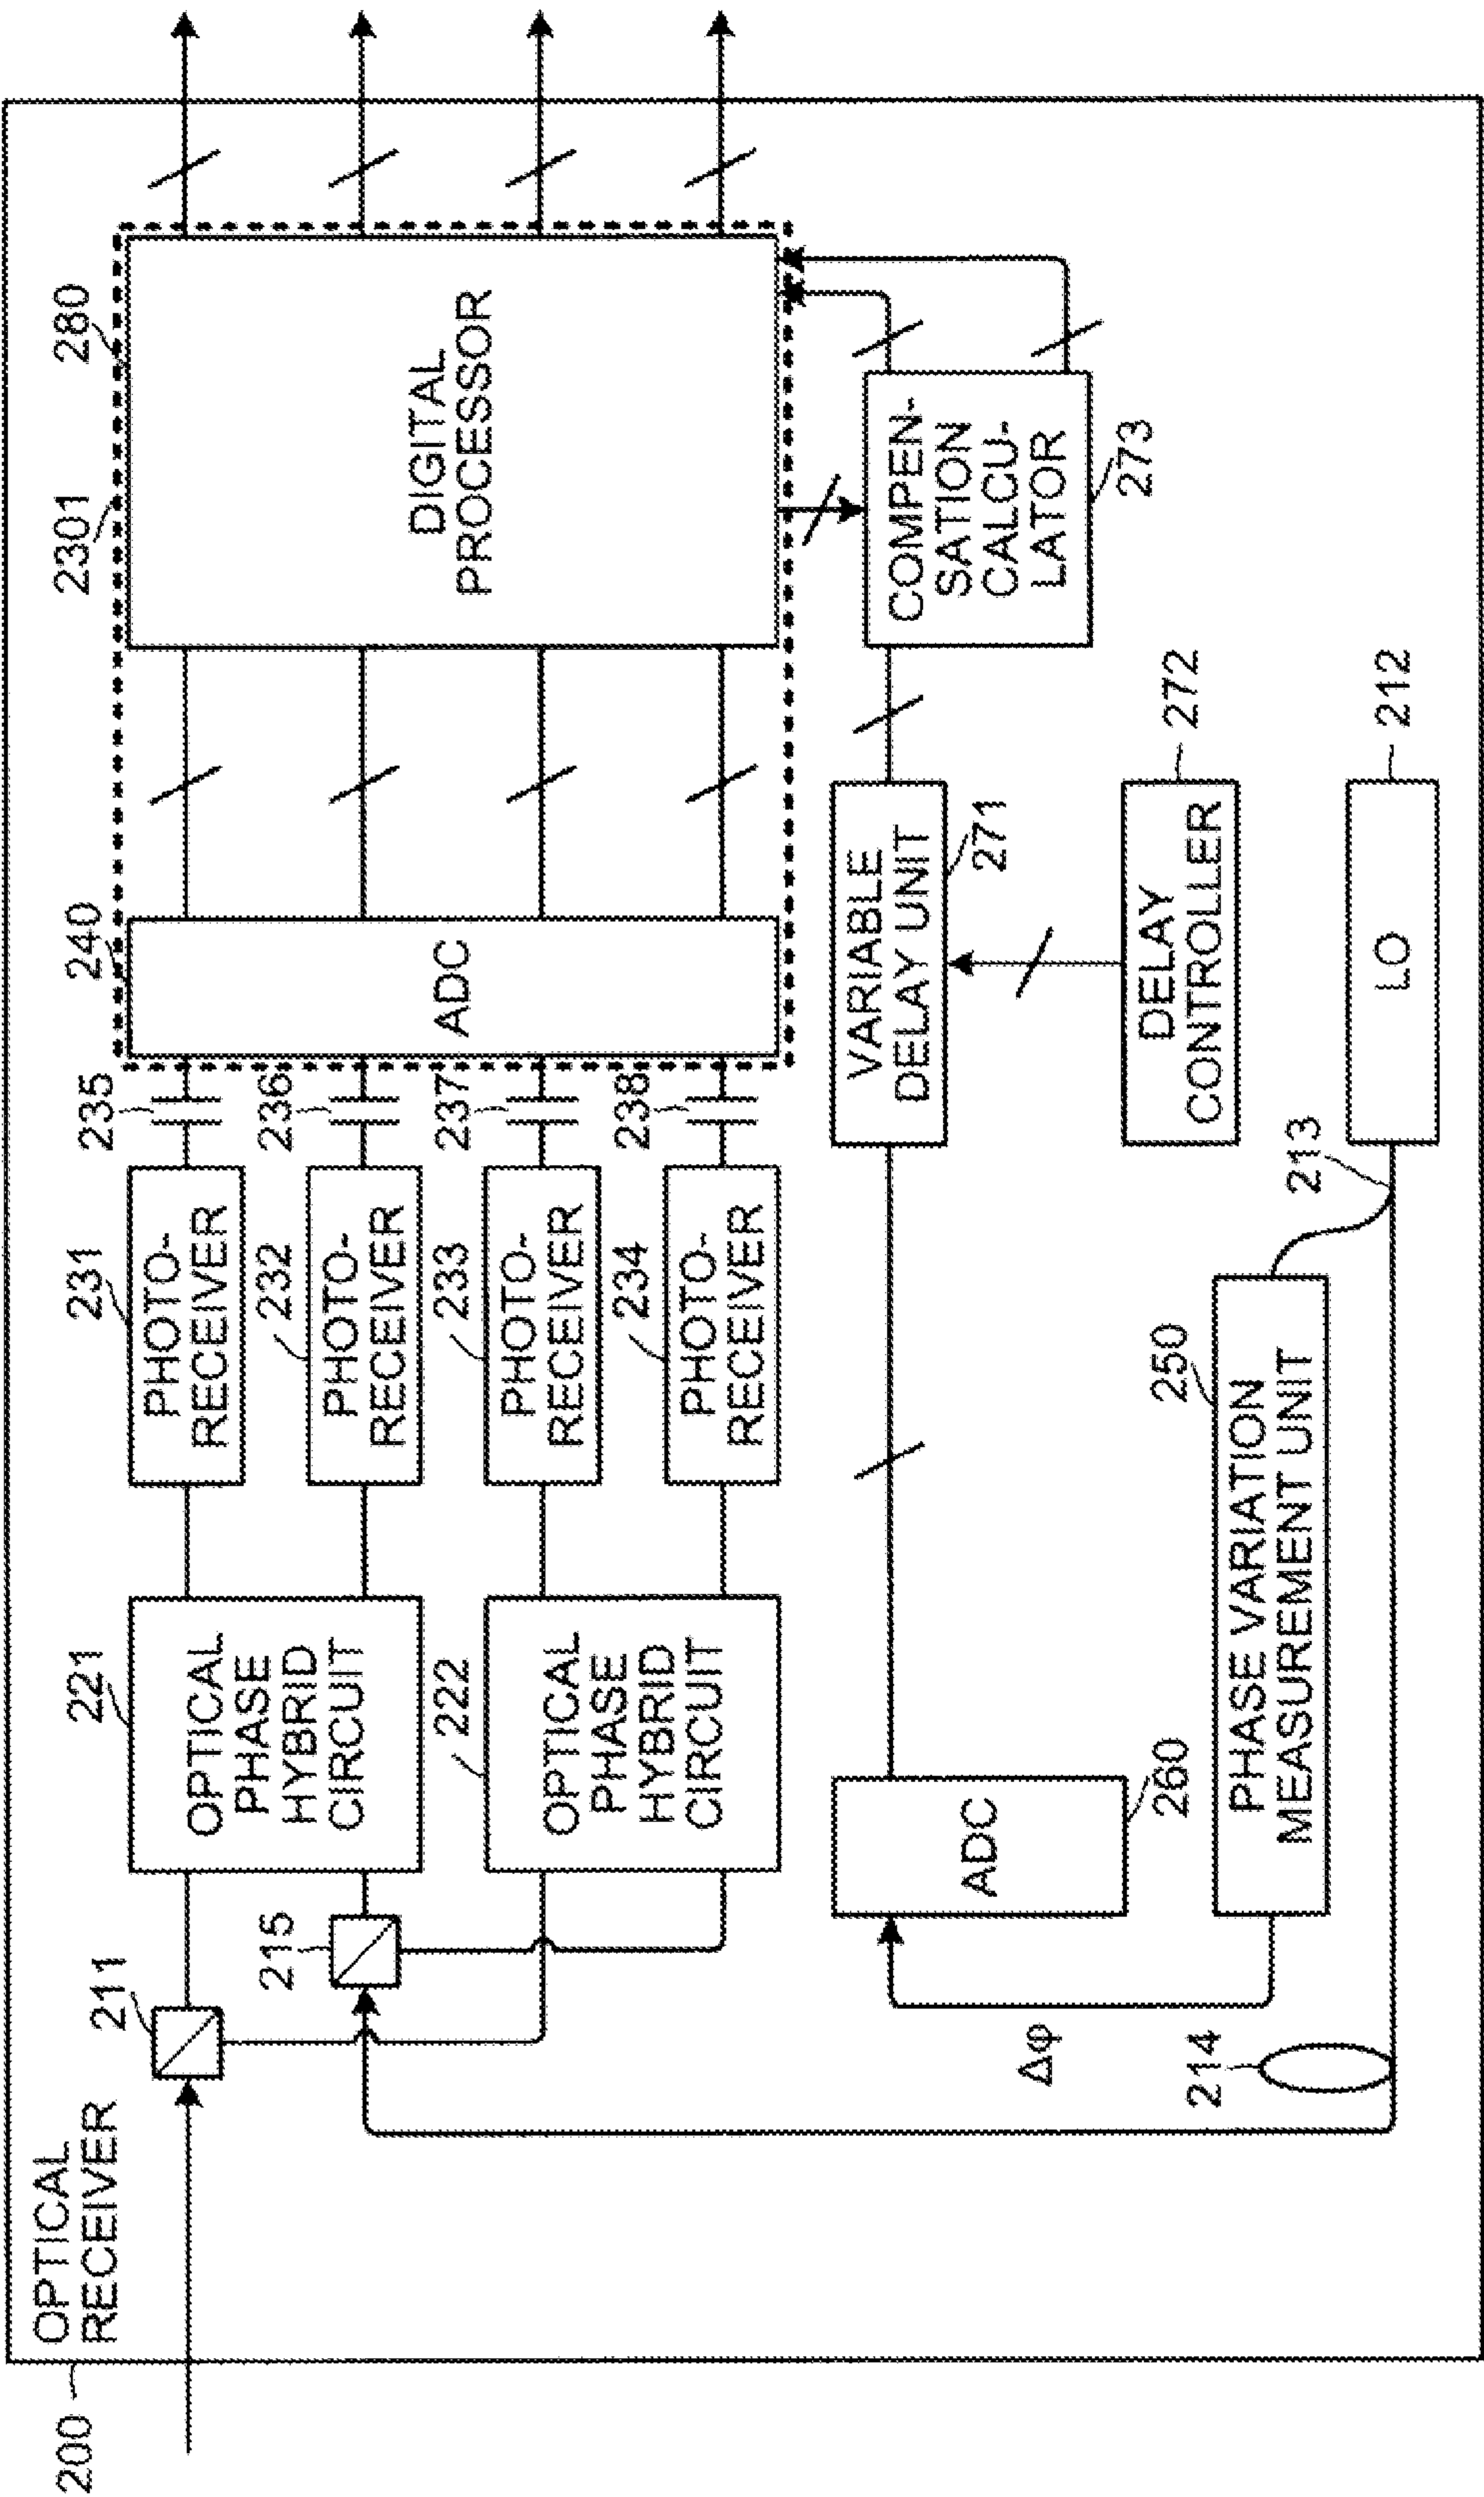 200
OPTICAL
RECEIVER
211
215
221
OPTICAL
PHASE
HYBRID
CIRCUIT
222
OPTICAL
PHASE
HYBRID
CIRCUIT
231
PHOTO-
RECEIVER
232
PHOTO-
RECEIVER
233
PHOTO-
RECEIVER
234
PHOTO-
RECEIVER
235
236
237
238
240
ADC
2301
280
DIGITAL
PROCESSOR
ADC
260
VARIABLE
DELAY UNIT
271
COMPEN-
SATION
CALCU-
LATOR
273
DELAY
CONTROLLER
272
Δφ
250
PHASE VARIATION
MEASUREMENT UNIT
214
213
LO
212